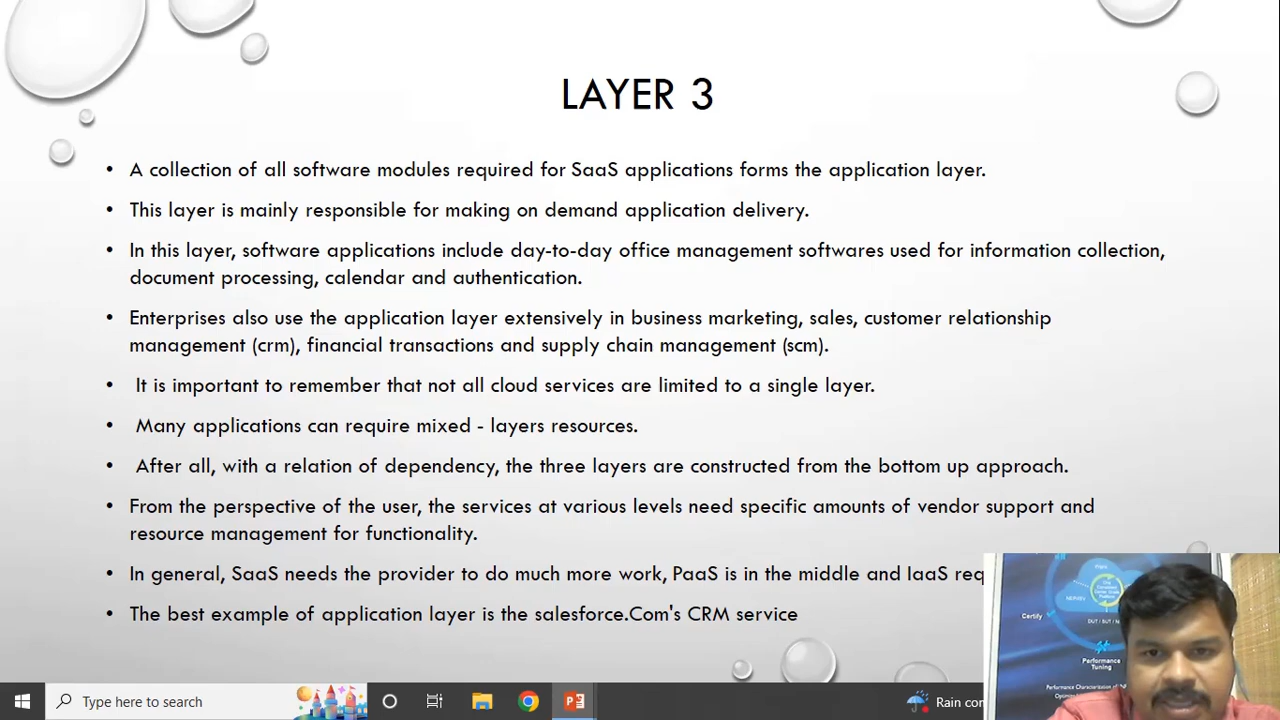 LAYER 3
• A collection of all software modules required for SaaS applications forms the application layer.
• This layer is mainly responsible for making on demand application delivery.
• In this layer, software applications include day-to-day office management softwares used for information collection,
document processing, calendar and authentication.
• Enterprises also use the application layer extensively in business marketing, sales, customer relationship
management (crm), financial transactions and supply chain management (scm).
• It is important to remember that not all cloud services are limited to a single layer.
• Many applications can require mixed - layers resources.
• After all, with a relation of dependency, the three layers are constructed from the bottom up approach.
• From the perspective of the user, the services at various levels need specific amounts of vendor support and
resource management for functionality.
• In general, SaaS needs the provider to do much more work, PaaS is in the middle and IaaS req
• The best example of application layer is the salesforce.Com's CRM service
Certify
Performance
Tuning
Type here to search
Rain con